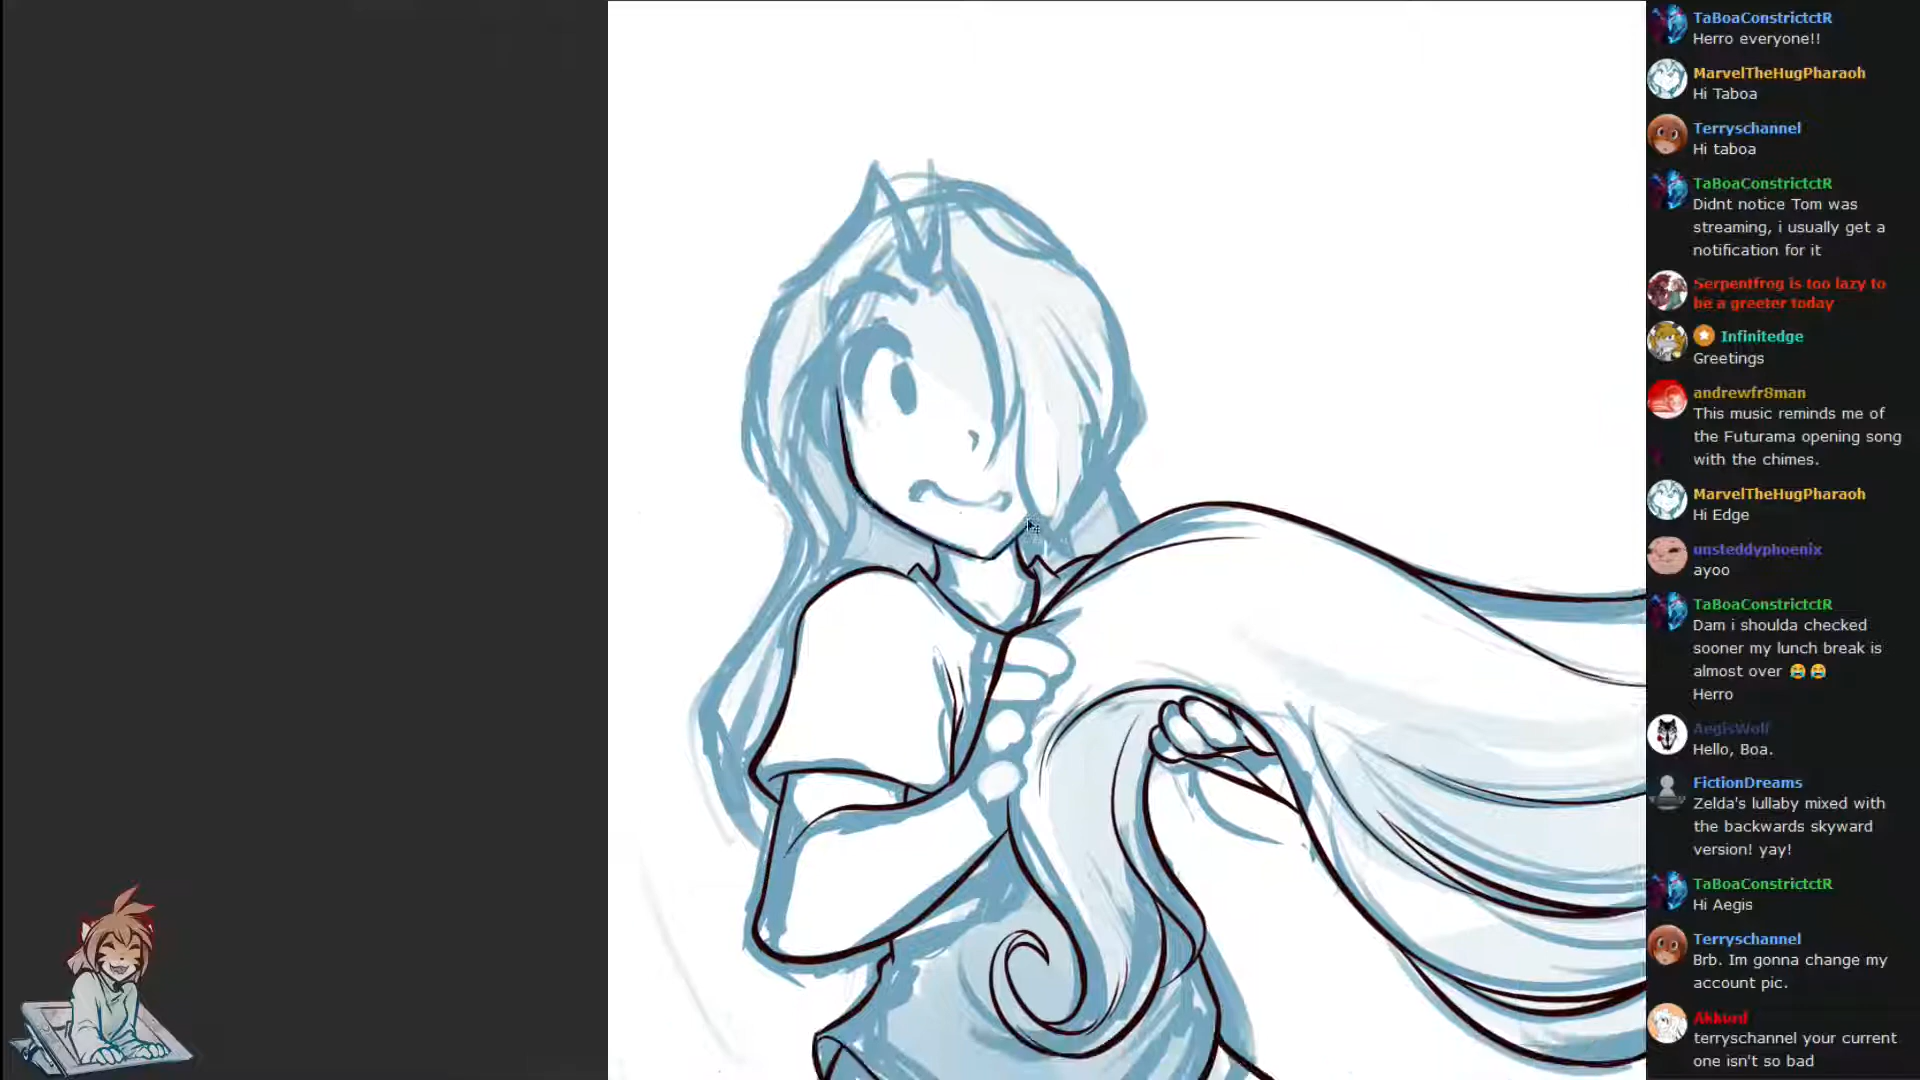 TaBoaConstrictctR
Herro everyone!!
MarvelTheHugPharaoh
Hi Taboa
Terryschannel
Hi taboa
TaBoaConstrictctR
Didnt notice Tom was
streaming, i usually get a
notification for it
Serpentfrog is too lazy to
be a greeter today
Infinitedge
Greetings
andrewfr8man
This music reminds me of
the Futurama opening song
with the chimes.
MarvelTheHugPharaoh
Hi Edge
unsteddyphoenix
ayoo
TaBoaConstrictctR
Dam i shoulda checked
sooner my lunch break is
almost over 😭😭
Herro
AegisWolf
Hello, Boa.
FictionDreams
Zelda's lullaby mixed with
the backwards skyward
version! yay!
TaBoaConstrictctR
Hi Aegis
Terryschannel
Brb. Im gonna change my
account pic.
Akkord
terryschannel your current
one isn't so bad